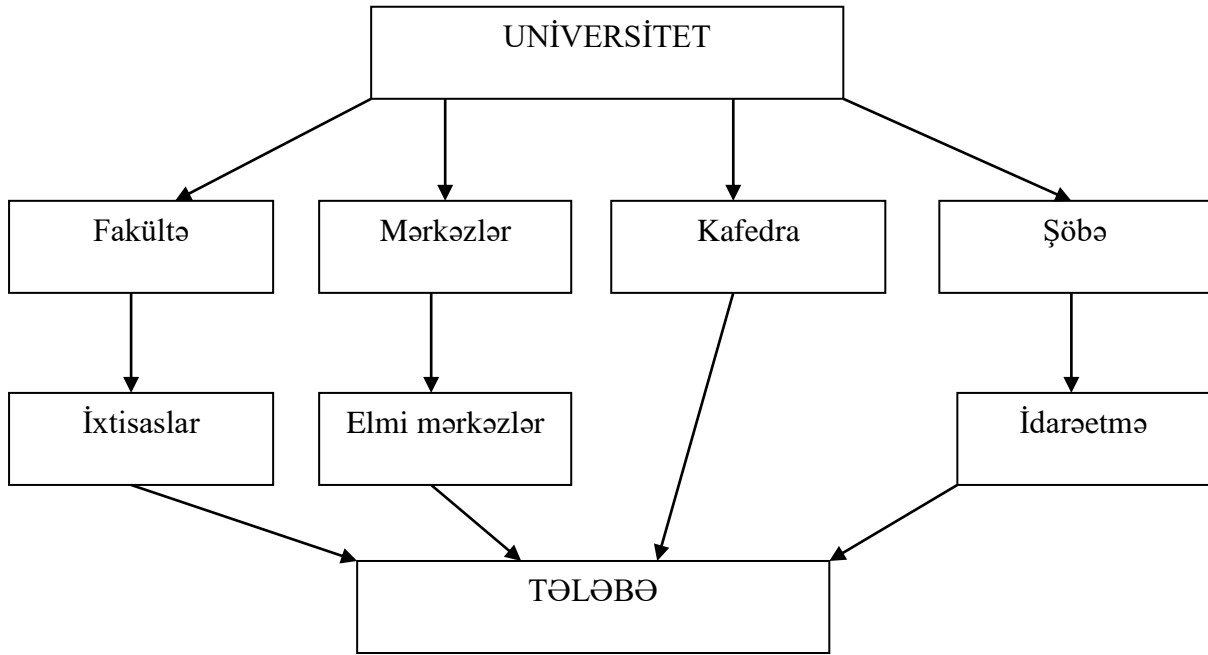 UNİVERSİTET
Fakültə
Mərkəzlər
Kafedra
Şöbə
İxtisaslar
Elmi mərkəzlər
İdarəetmə
TƏLƏBƏ